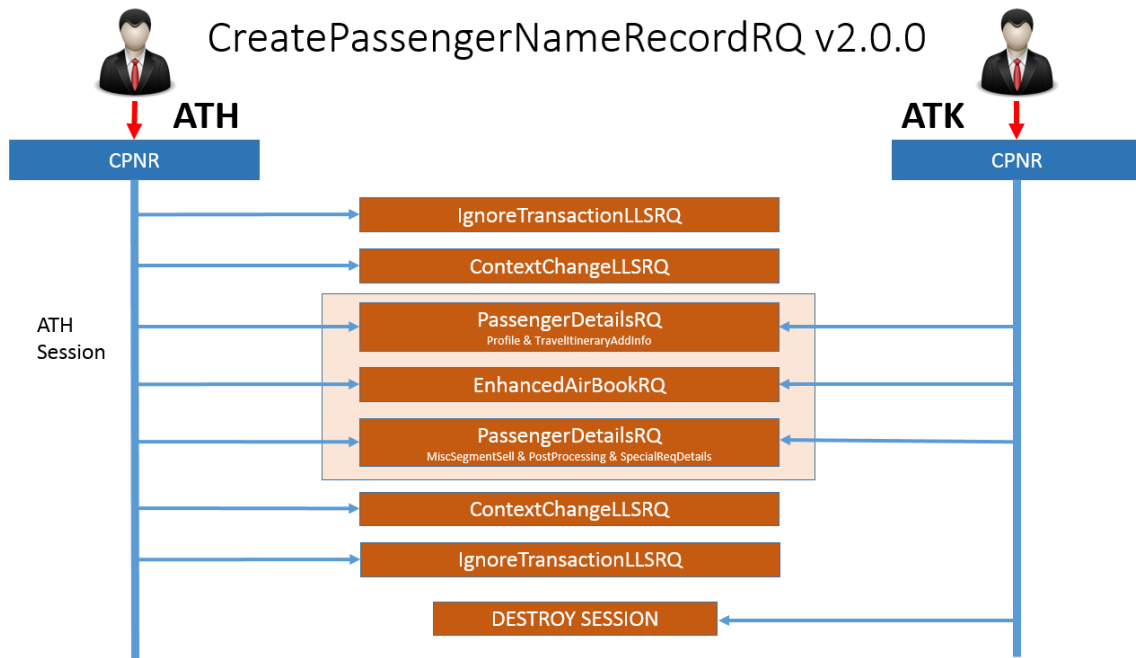 CreatePassengerNameRecordRQ v2.0.0
ATH
ATK
CPNR
CPNR
IgnoreTransactionLLSRQ
ContextChangeLLSRQ
PassengerDetailsRQ
Profile & TravelItineraryAddInfo
ATH
Session
EnhancedAirBookRQ
PassengerDetailsRQ
MiscSegmentSell & PostProcessing & SpecialReqDetails
ContextChangeLLSRQ
IgnoreTransactionLLSRQ
DESTROY SESSION